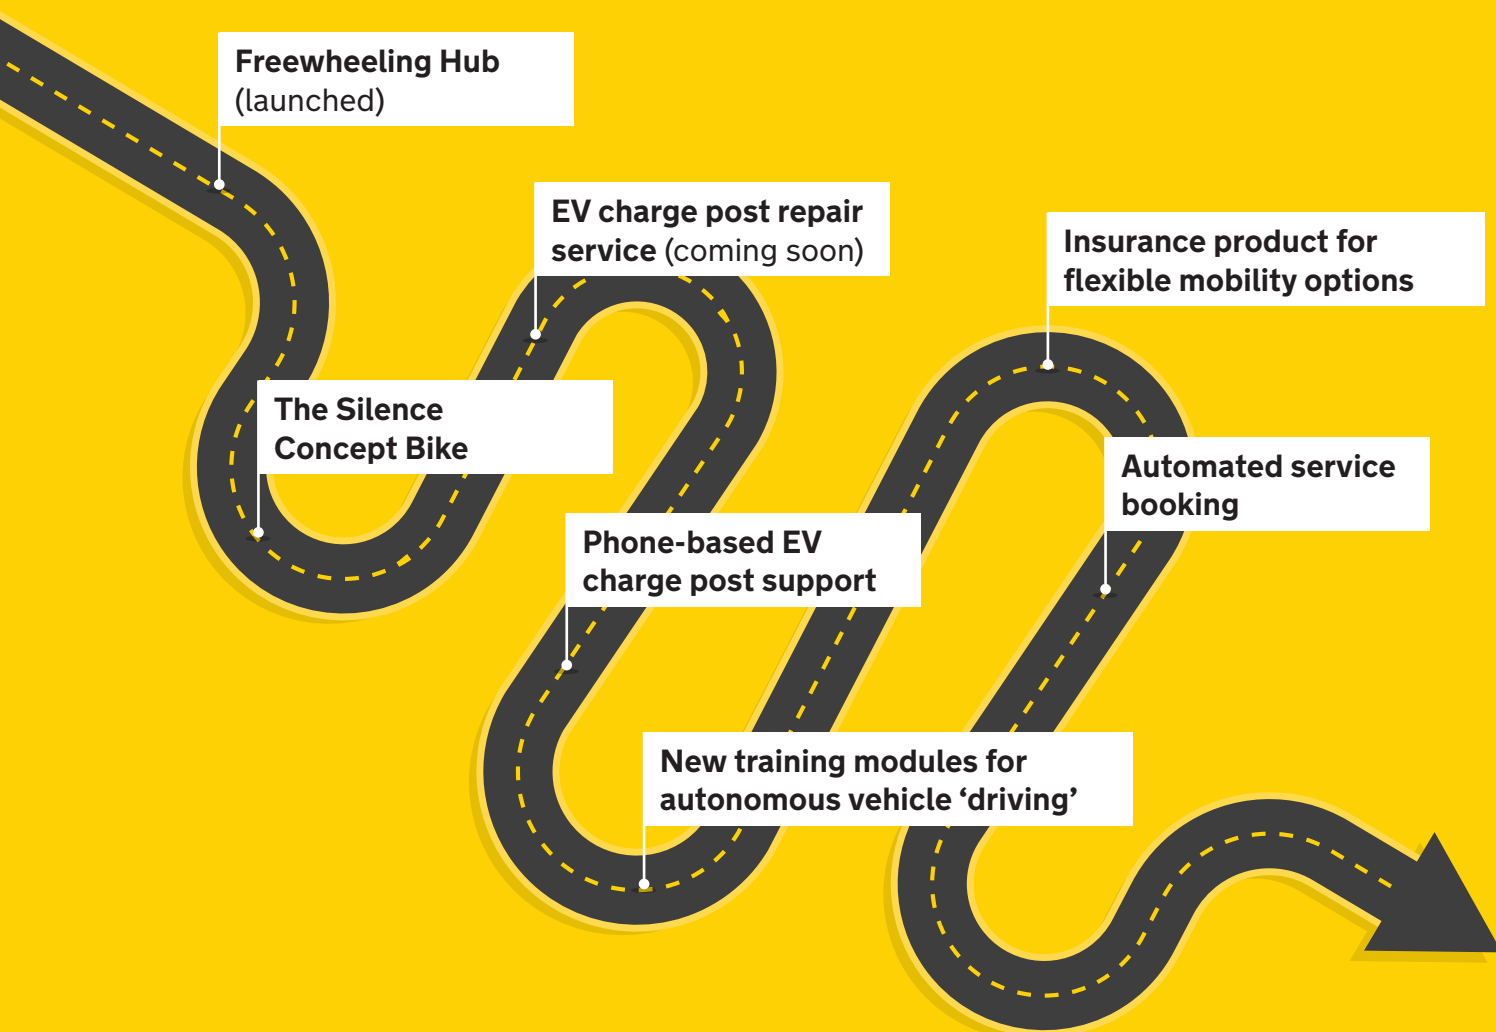 Freewheeling Hub
(launched)
The Silence
Concept Bike
EV charge post repair
service (coming soon)
Phone-based EV
charge post support
New training modules for
autonomous vehicle ‘driving’
Insurance product for
flexible mobility options
Automated service
booking